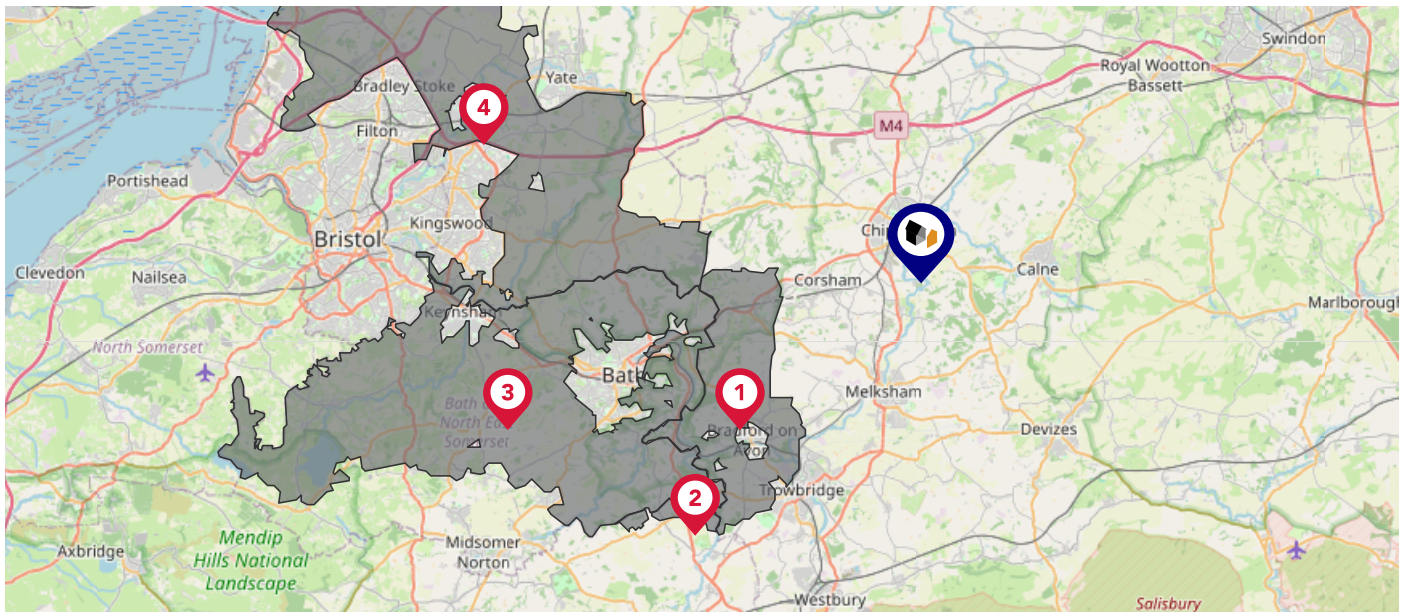 Swindon
Royal Wootton
Bassett
Yate
Bradley Stoke
4
M4
Filton
Portishead
Kingswood
Bristol
Clevedon
Nailsea
Corsham
Calne
Marlborough
Keynsham
North Somerset
Bath
3
1
Melksham
North East
Somerset
Bradford on
Avon
Devizes
2
Trowbridge
Midsomer
Norton
Mendip
Hills National
Landscape
Axbridge
Westbury
Salisbury